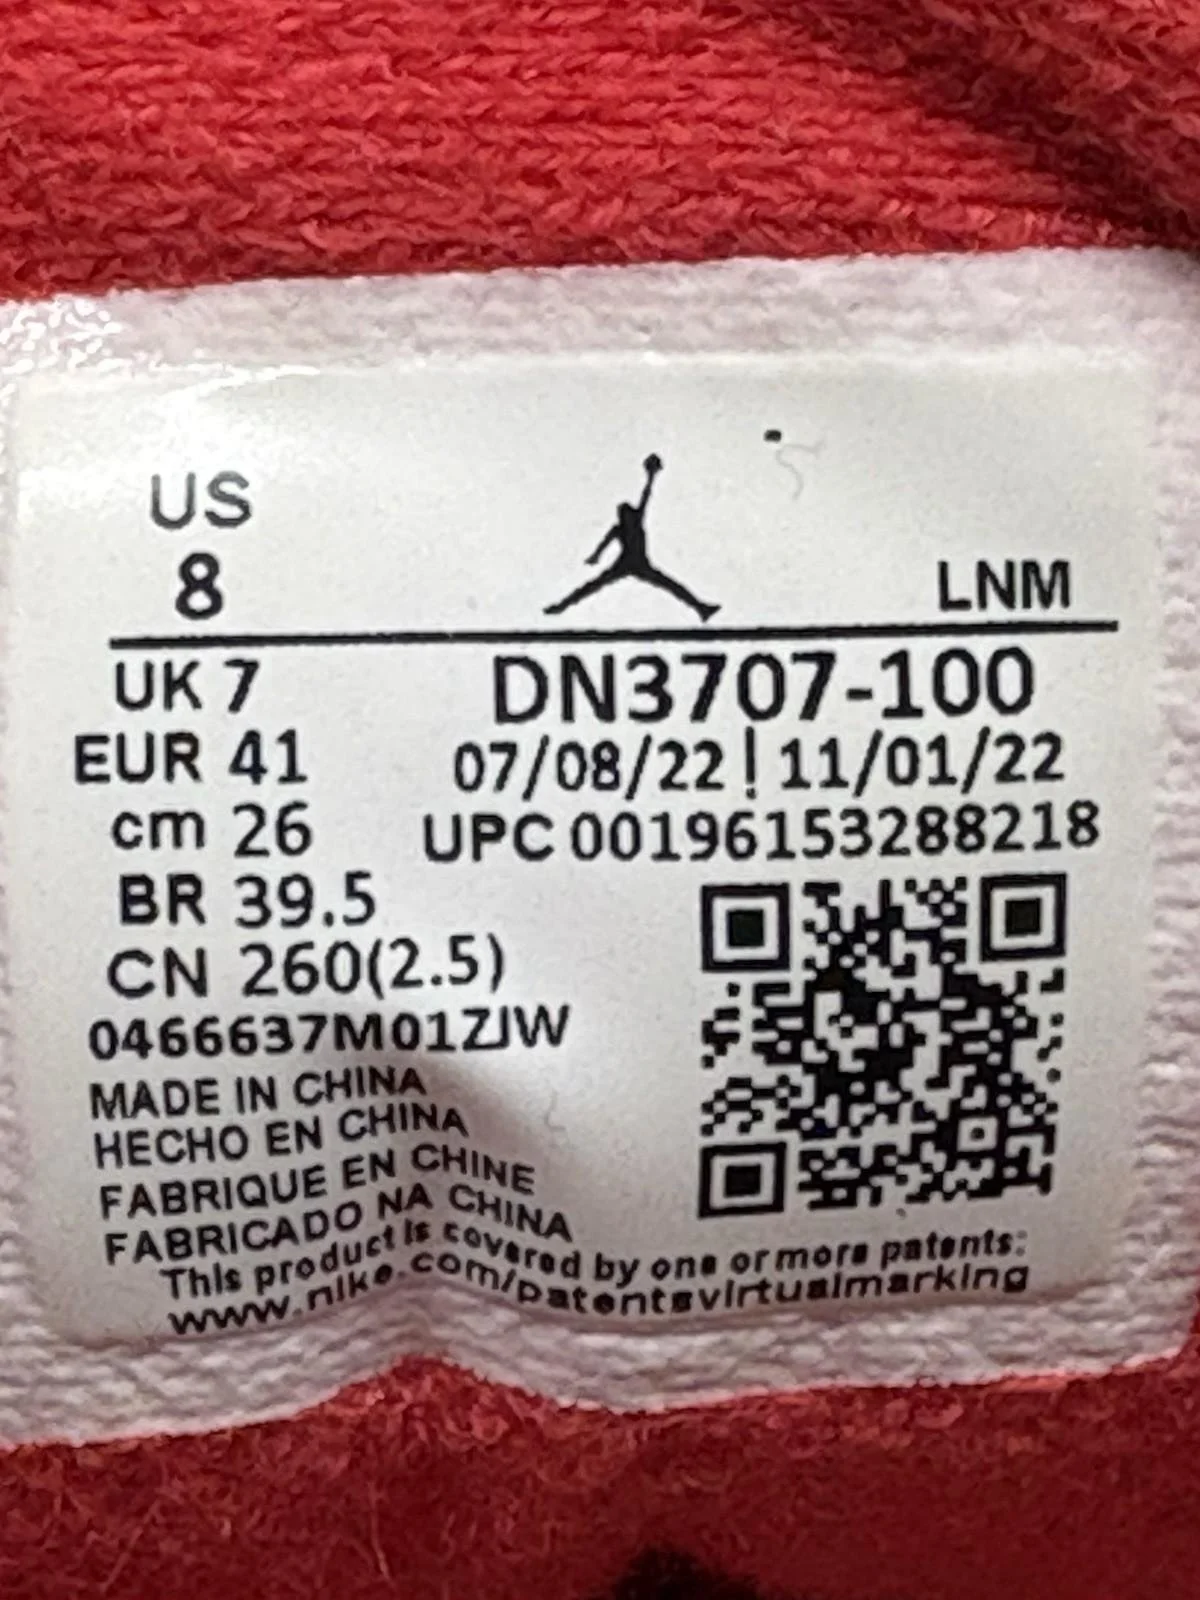 US
8
LNM
UK 7
DN3707-100
EUR 41
07/08/22 | 11/01/22
cm 26
UPC 00196153288218
BR 39.5
CN 260(2.5)
0466637M01ZJW
MADE IN CHINA
HECHO EN CHINA
FABRIQUE EN CHINE
FABRICADO NA CHINA
This product is covered by one or more patents:
www.nike.com/patentsvirtualmarking